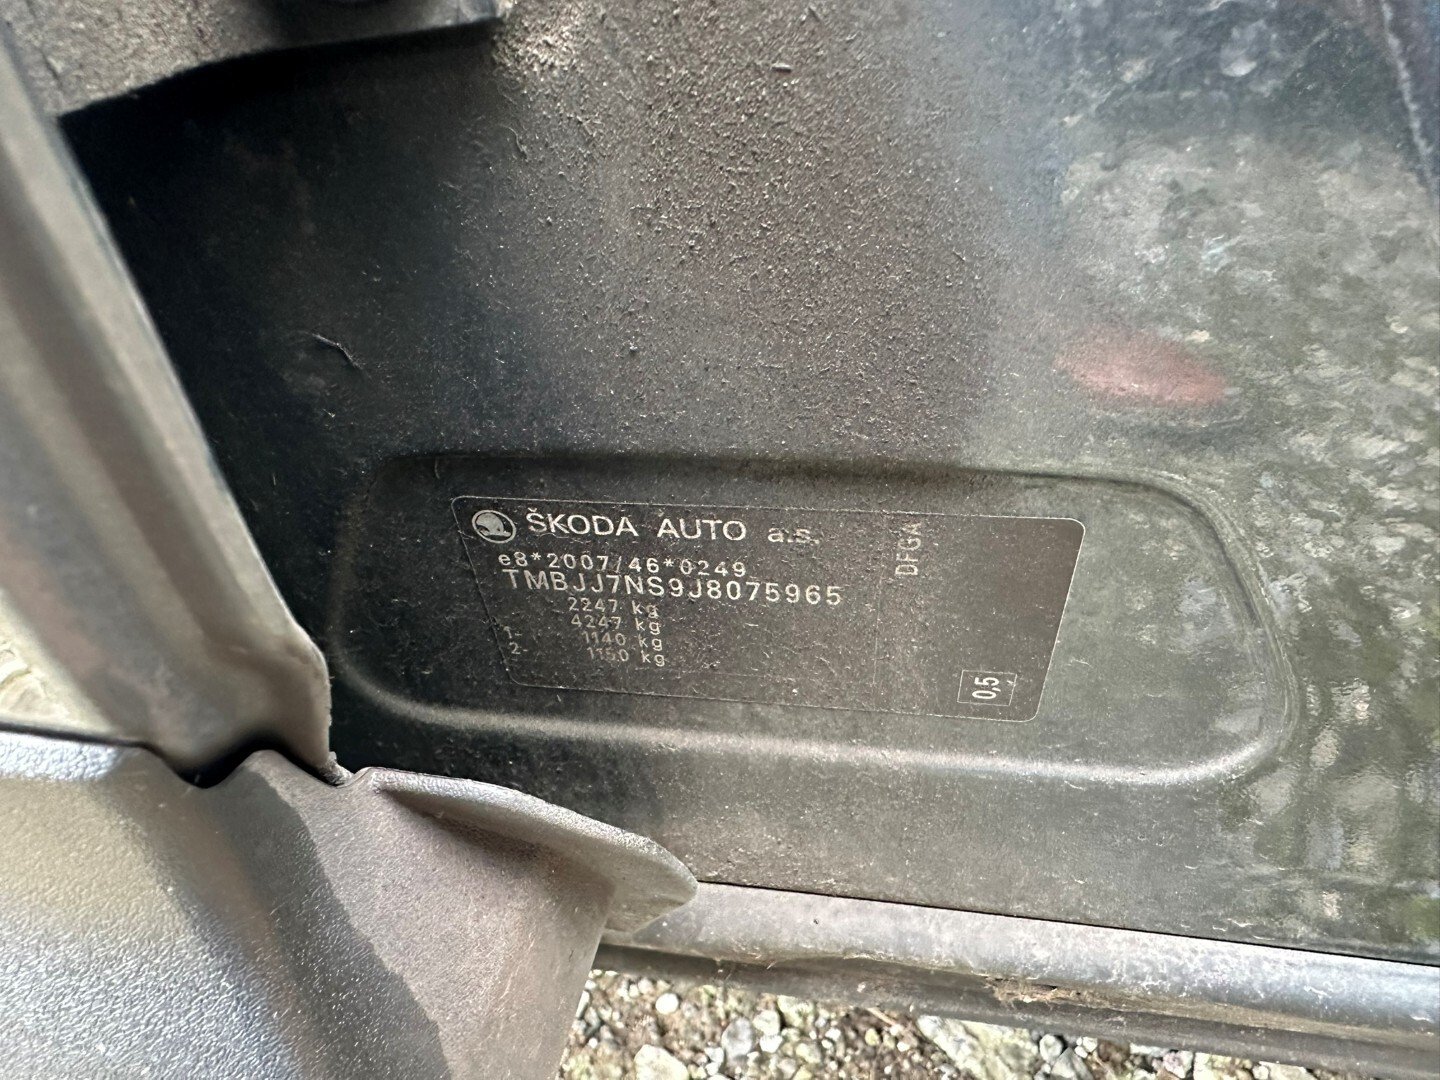 ŠKODA AUTO a.s.
e8*2007/46*0249
TMBJJ7NS9J8075965
2247 kg
4247 kg
1- 1140 kg
2- 1150 kg
DFGA
0,5